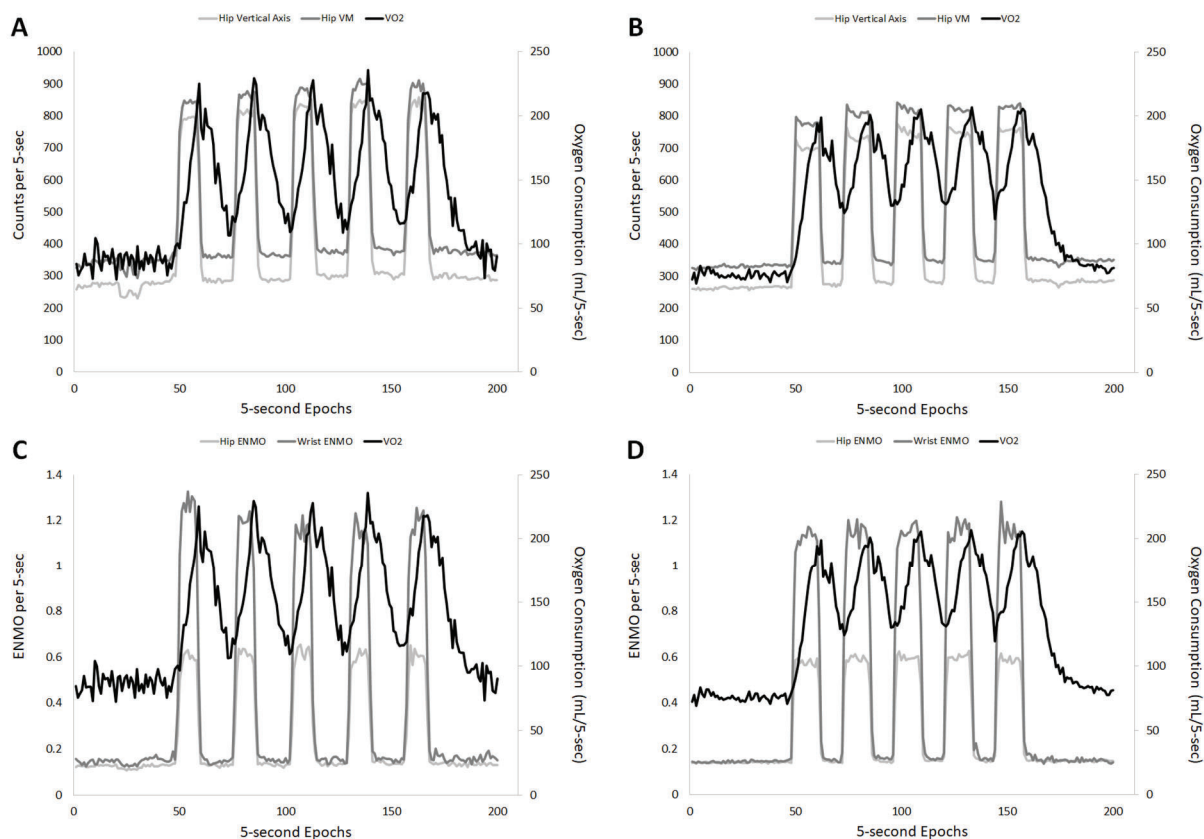 A
Hip Vertical Axis Hip VM VO2
1000
900
800
700
600
500
400
300
200
100
0
Counts per 5-sec
250
200
150
100
50
0
Oxygen Consumption (mL/5-sec)
0 50 100 150 200
5-second Epochs
B
Hip Vertical Axis Hip VM VO2
1000
900
800
700
600
500
400
300
200
100
0
Counts per 5-sec
250
200
150
100
50
0
Oxygen Consumption (mL/5-sec)
0 50 100 150 200
5-second Epochs
C
Hip ENMO Wrist ENMO VO2
1.4
1.2
1
0.8
0.6
0.4
0.2
0
ENMO per 5-sec
250
200
150
100
50
0
Oxygen Consumption (mL/5-sec)
0 50 100 150 200
5-second Epochs
D
Hip ENMO Wrist ENMO VO2
1.4
1.2
1
0.8
0.6
0.4
0.2
0
ENMO per 5-sec
250
200
150
100
50
0
Oxygen Consumption (mL/5-sec)
0 50 100 150 200
5-second Epochs